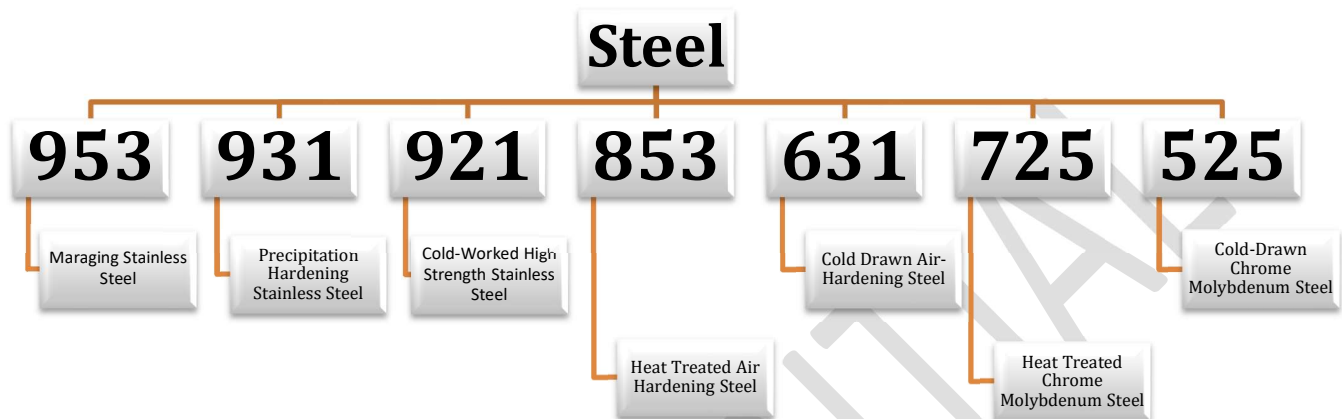 Steel
953
931
921
853
631
725
525
Maraging Stainless
Steel
Precipitation
Hardening
Stainless Steel
Cold-Worked High
Strength Stainless
Steel
Cold Drawn Air-
Hardening Steel
Cold-Drawn
Chrome
Molybdenum Steel
Heat Treated Air
Hardening Steel
Heat Treated
Chrome
Molybdenum Steel